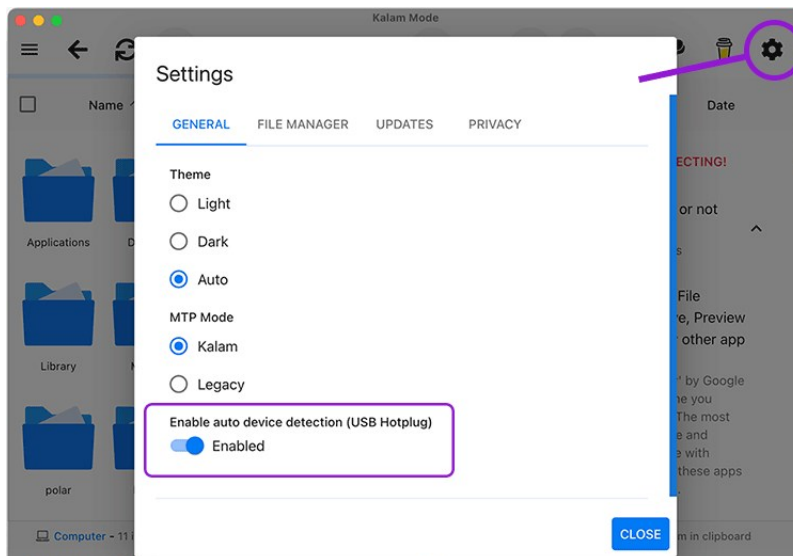 Kalam Mode
Settings
Name
Date
GENERAL FILE MANAGER UPDATES PRIVACY
Theme
Light
Dark
Auto
MTP Mode
Kalam
Legacy
Enable auto device detection (USB Hotplug)
Enabled
CLOSE
Applications
Library
polar
Computer - 11
ECTING!
or not
File
Preview
other app
by Google
you
The most
and
with
these apps
in clipboard